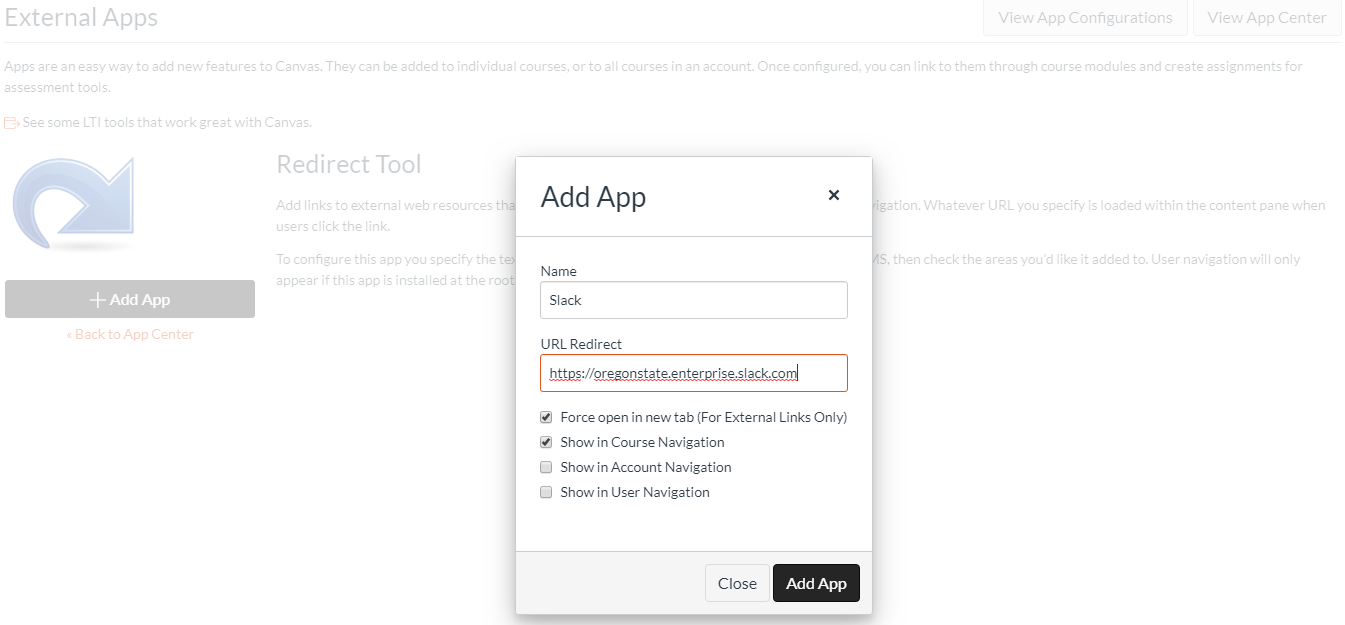 External Apps
View App Configurations
View App Center
Apps are an easy way to add new features to Canvas. They can be added to individual courses, or to all courses in an account. Once configured, you can link to them through course modules and create assignments for
assessment tools.
See some LTI tools that work great with Canvas.
Redirect Tool
Add links to external web resources tha
vigation. Whatever URL you specify is loaded within the content pane when
users click the link.
To configure this app you specify the tex
MS, then check the areas you'd like it added to. User navigation will only
appear if this app is installed at the root
+ Add App
« Back to App Center
Add App
×
Name
Slack
URL Redirect
https://oregonstate.enterprise.slack.com
Force open in new tab (For External Links Only)
Show in Course Navigation
Show in Account Navigation
Show in User Navigation
Close
Add App